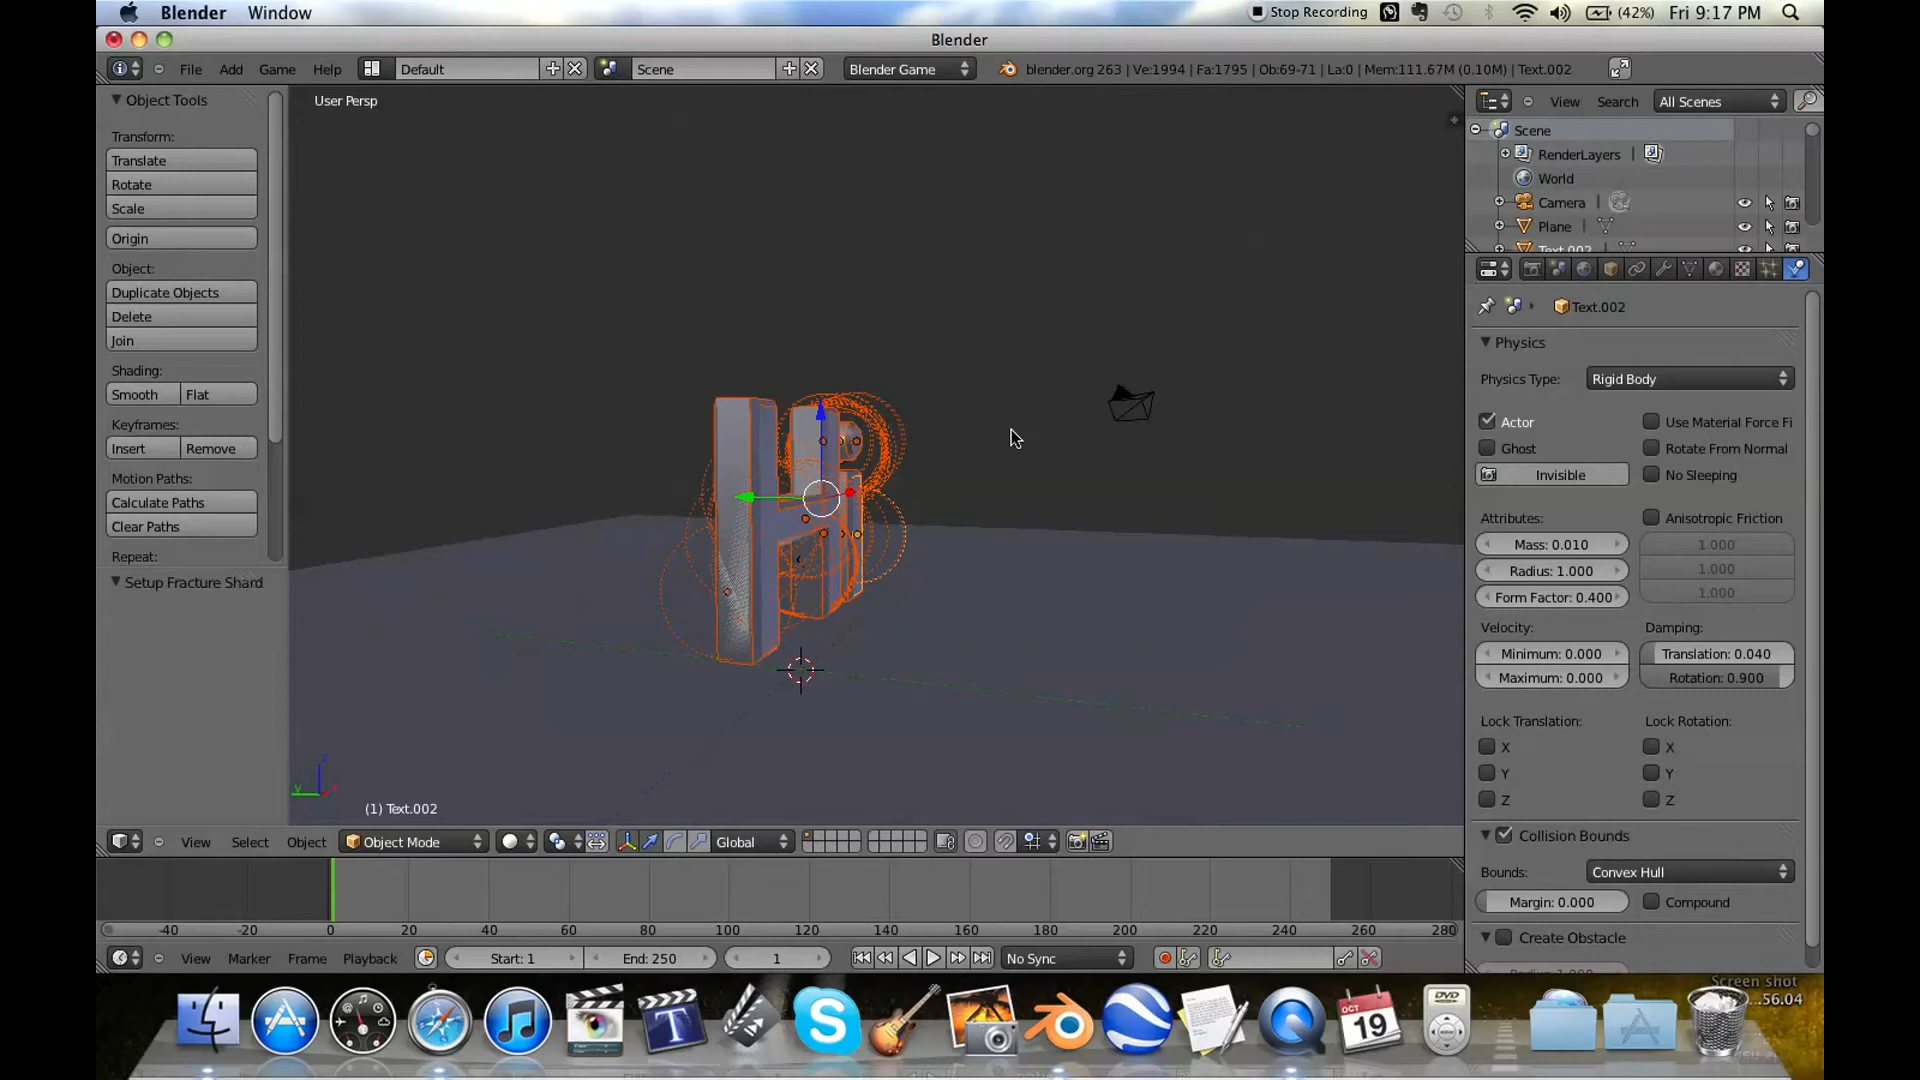 Blender Window Stop Recording (42%) Fri 9:17 PM
Blender
File Add Game Help Default Scene Blender Game blender.org 263 | Ve:1994 | Fa:1795 | Ob:69-71 | La:0 | Mem:111.67M (0.10M) | Text.002
Object Tools
Transform:
Translate
Rotate
Scale
Origin
Object:
Duplicate Objects
Delete
Join
Shading:
Smooth Flat
Keyframes:
Insert Remove
Motion Paths:
Calculate Paths
Clear Paths
Repeat:
Setup Fracture Shard
User Persp
(1) Text.002
View Search All Scenes
Scene
RenderLayers
World
Camera
Plane
Text.002
Text.002
Physics
Physics Type: Rigid Body
Actor Use Material Force Fi
Ghost Rotate From Normal
Invisible No Sleeping
Attributes: Anisotropic Friction
Mass: 0.010 1.000
Radius: 1.000 1.000
Form Factor: 0.400 1.000
Velocity: Damping:
Minimum: 0.000 Translation: 0.040
Maximum: 0.000 Rotation: 0.900
Lock Translation: Lock Rotation:
X X
Y Y
Z Z
Collision Bounds
Bounds: Convex Hull
Margin: 0.000 Compound
Create Obstacle
View Select Object Object Mode Global
-40 -20 0 20 40 60 80 100 120 140 160 180 200 220 240 260 280
View Marker Frame Playback Start: 1 End: 250 1 No Sync
Screen shot
...56.04
OCT
19
DVD